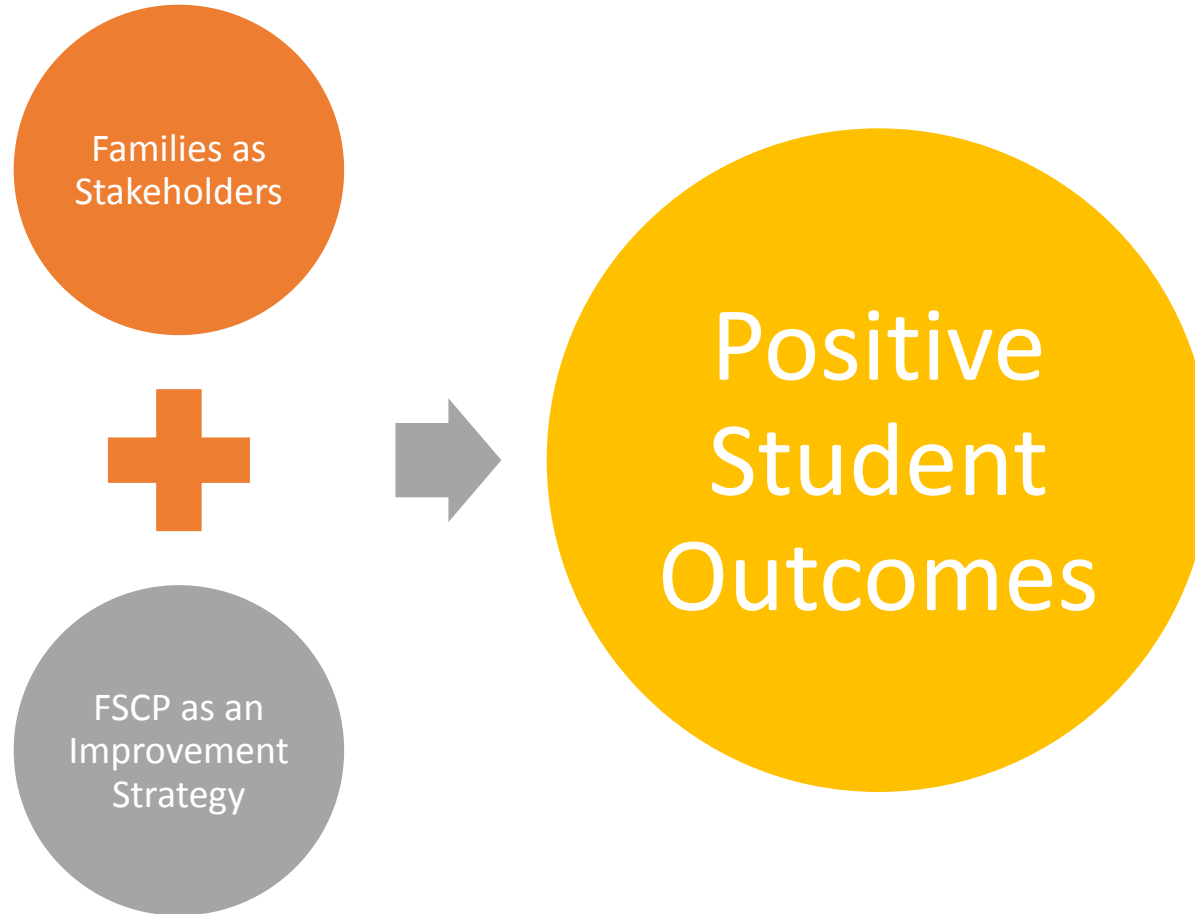 Families as
Stakeholders
FSCP as an
Improvement
Strategy
Positive
Student
Outcomes